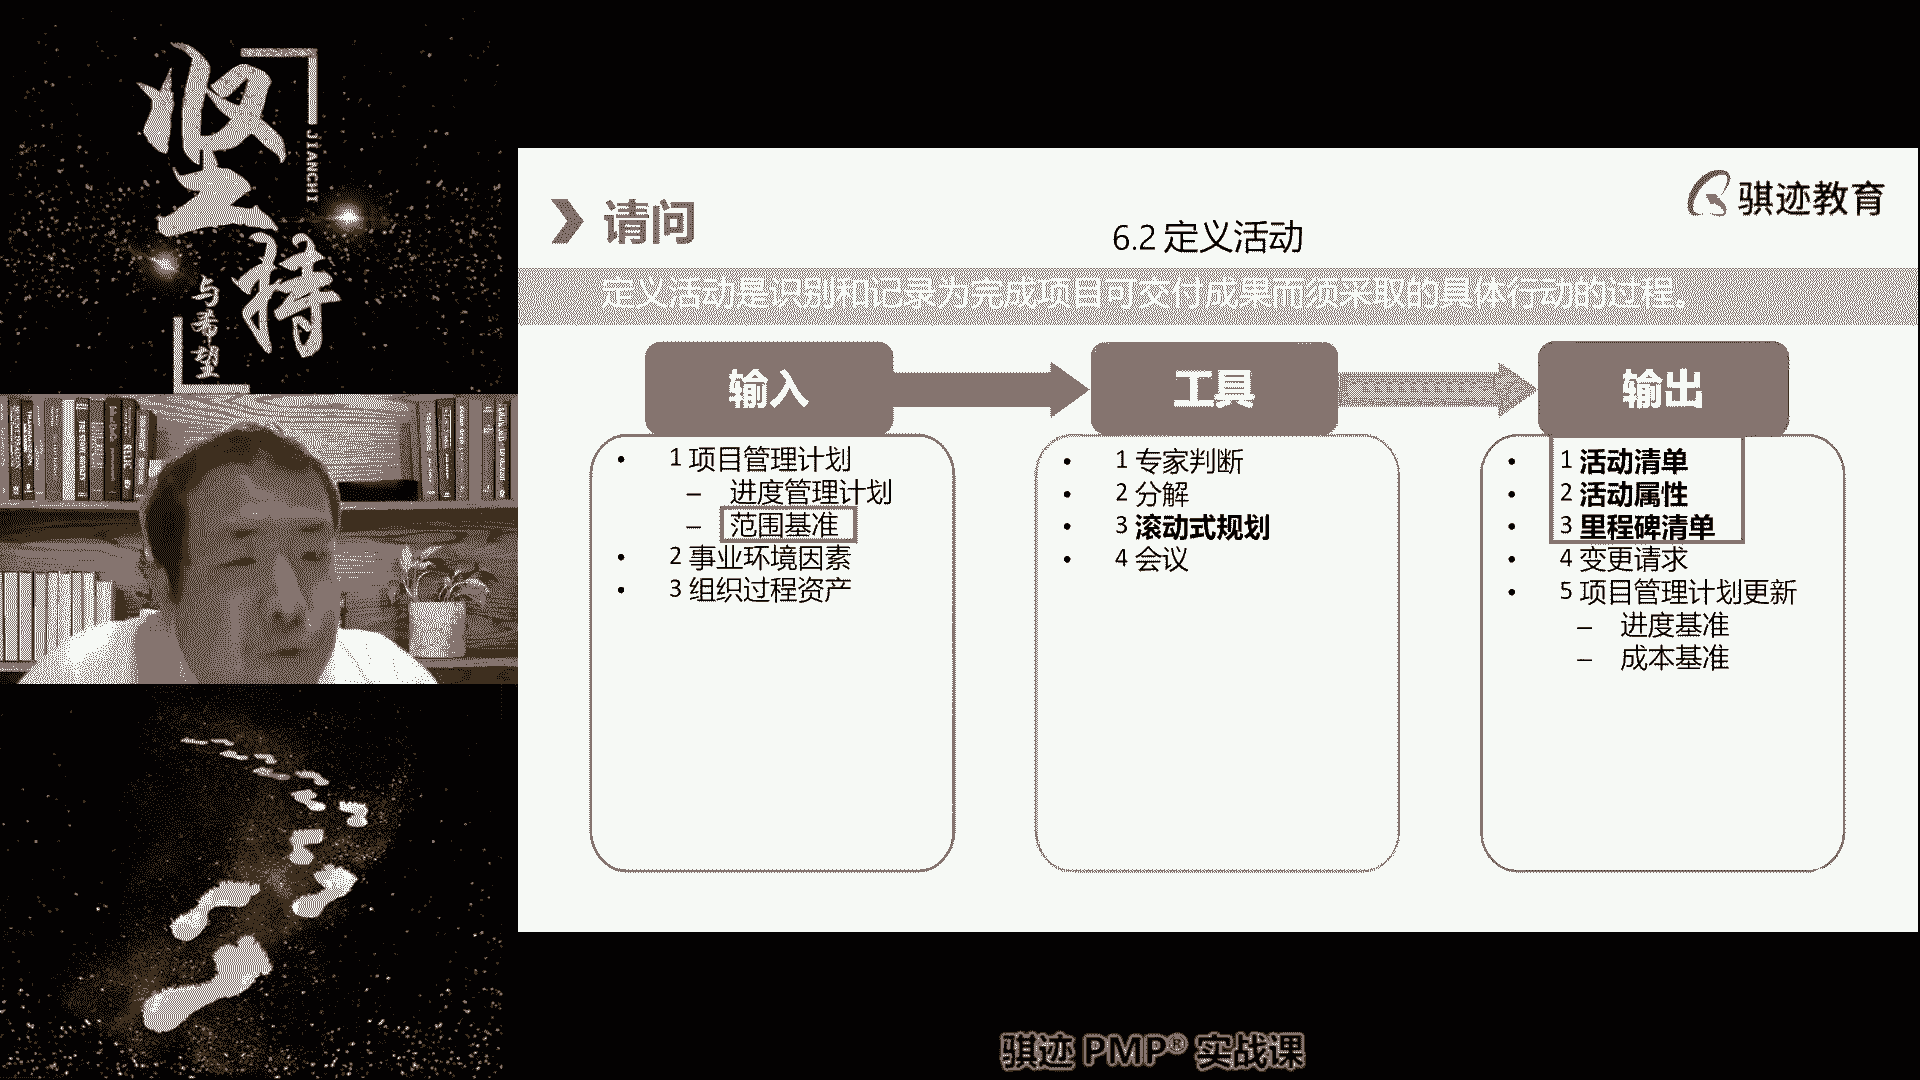 坚持
JIANCHI
与希望
请问
6.2 定义活动
骐迹教育
定义活动是识别和记录为完成项目可交付成果而须采取的具体行动的过程。
输入
• 1 项目管理计划
– 进度管理计划
– 范围基准
• 2 事业环境因素
• 3 组织过程资产
工具
• 1 专家判断
• 2 分解
• 3 滚动式规划
• 4 会议
输出
• 1 活动清单
• 2 活动属性
• 3 里程碑清单
• 4 变更请求
• 5 项目管理计划更新
– 进度基准
– 成本基准
骐迹 PMP® 实战课